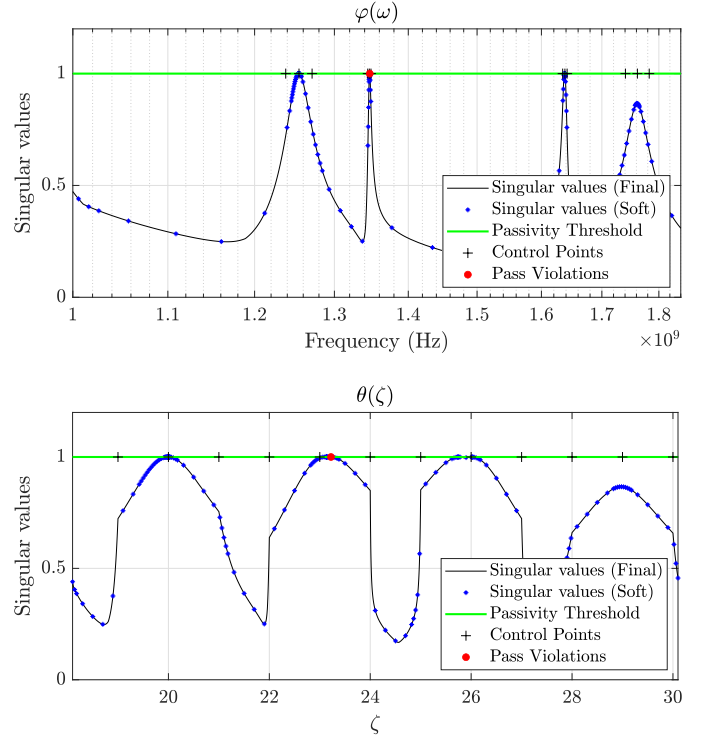 φ(ω)
1
0.5
0
Singular values
Singular values (Final)
Singular values (Soft)
Passivity Threshold
Control Points
Pass Violations
1 1.1 1.2 1.3 1.4 1.5 1.6 1.7 1.8
Frequency (Hz)
×10⁹
θ(ζ)
1
0.5
0
Singular values
Singular values (Final)
Singular values (Soft)
Passivity Threshold
Control Points
Pass Violations
20 22 24 26 28 30
ζ